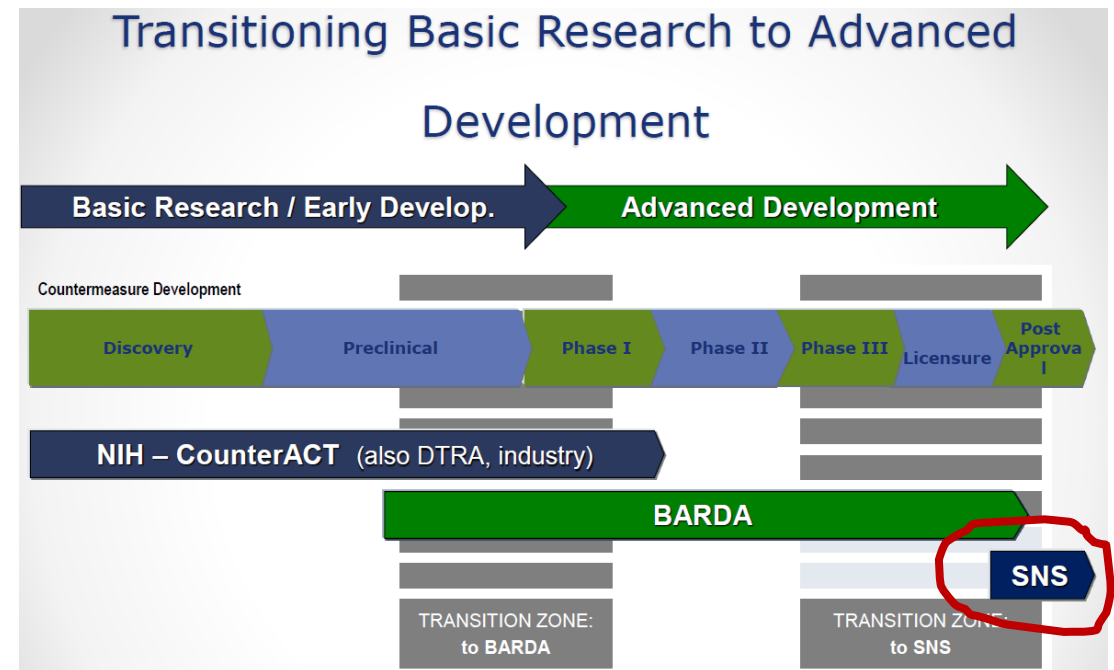 Transitioning Basic Research to Advanced
Development
Basic Research / Early Develop.
Advanced Development
Countermeasure Development
Discovery
Preclinical
Phase I
Phase II
Phase III
Licensure
Post
Approva
l
NIH – CounterACT (also DTRA, industry)
BARDA
SNS
TRANSITION ZONE:
to BARDA
TRANSITION ZONE:
to SNS